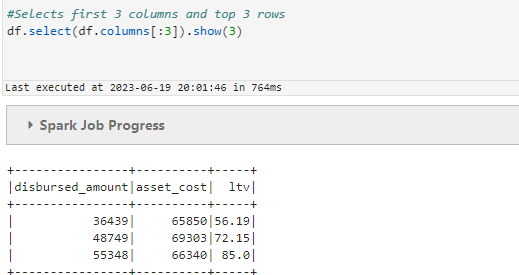 #Selects first 3 columns and top 3 rows
df.select(df.columns[:3]).show(3)
Last executed at 2023-06-19 20:01:46 in 764ms
Spark Job Progress
+----------------+----------+-----+
|disbursed_amount|asset_cost|  ltv|
+----------------+----------+-----+
|           36439|     65850|56.19|
|           48749|     69303|72.15|
|           55348|     66340| 85.0|
+----------------+----------+-----+